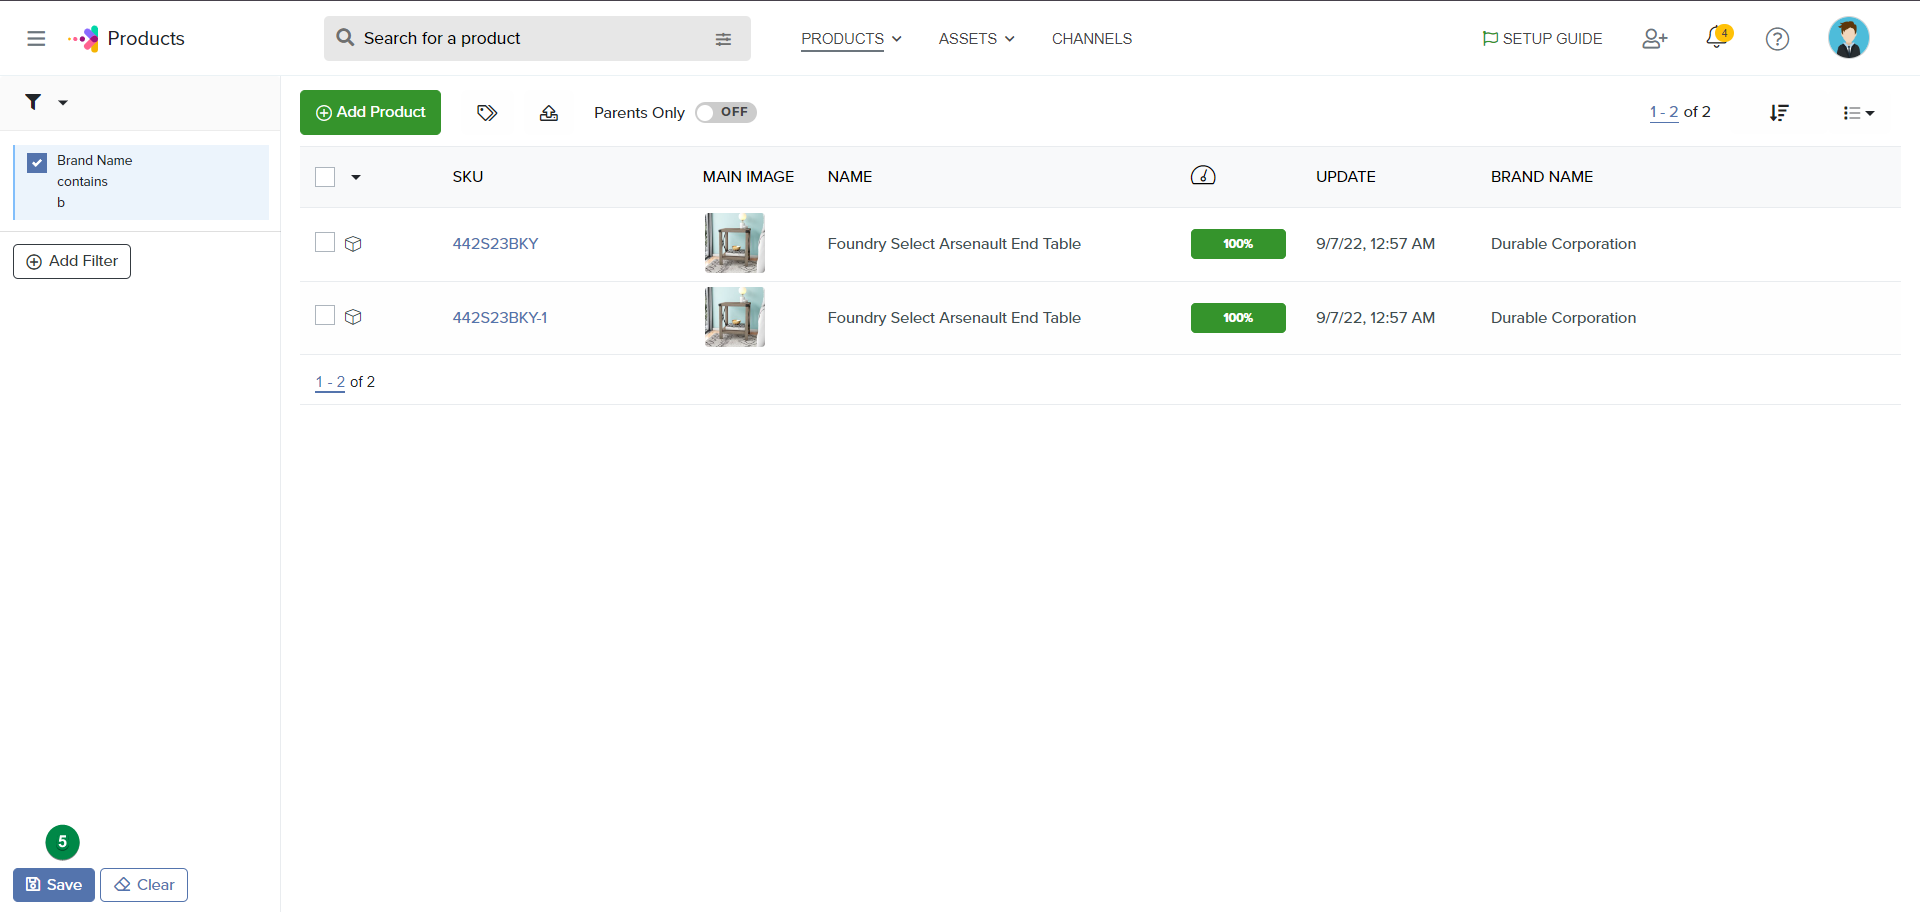 Products
Search for a product
PRODUCTS
ASSETS
CHANNELS
SETUP GUIDE
4
?
Add Product
Parents Only
OFF
1 - 2 of 2
Brand Name
contains
b
Add Filter
SKU MAIN IMAGE NAME UPDATE BRAND NAME
442S23BKY Foundry Select Arsenault End Table 100% 9/7/22, 12:57 AM Durable Corporation
442S23BKY-1 Foundry Select Arsenault End Table 100% 9/7/22, 12:57 AM Durable Corporation
1 - 2 of 2
5
Save
Clear